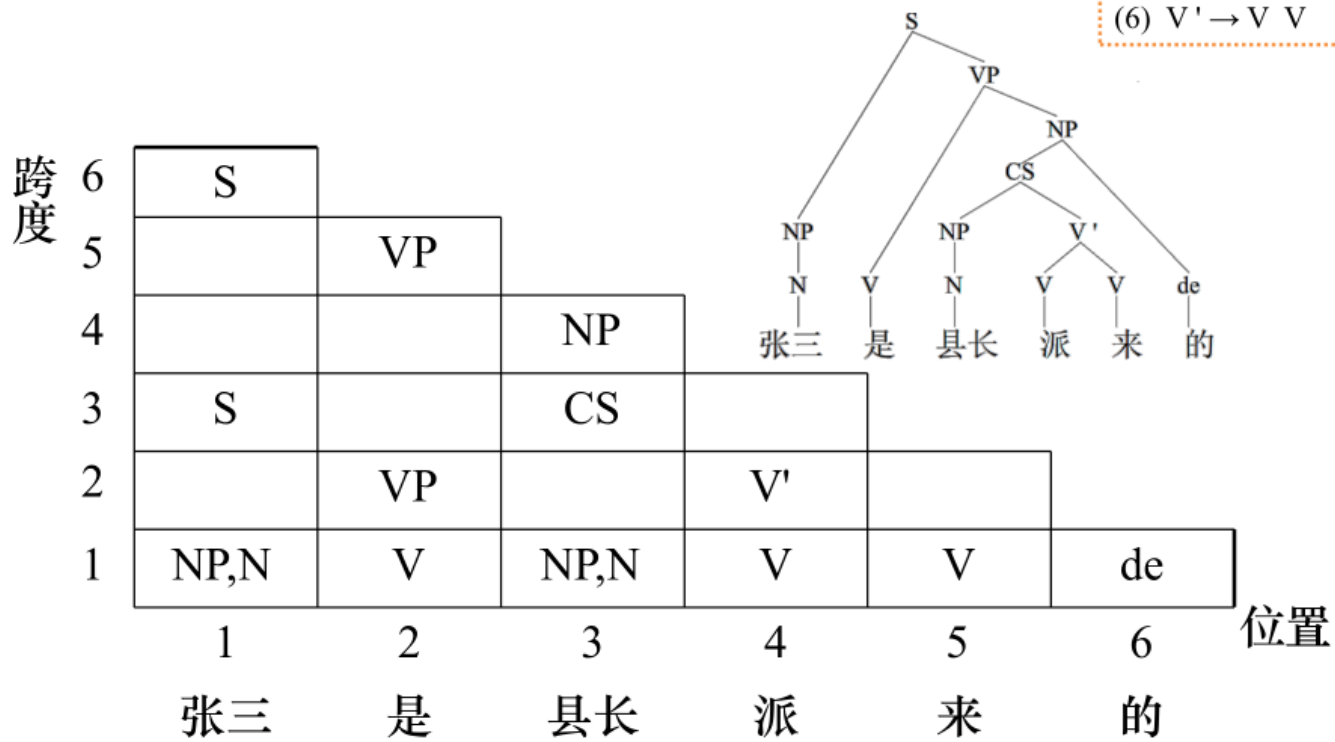 (6) V ' → V V
S
VP
NP
CS
NP NP V '
N V N V V de
张三 是 县长 派 来 的
跨度
6 S
5 VP
4 NP
3 S CS
2 VP V'
1 NP,N V NP,N V V de
1 2 3 4 5 6 位置
张三 是 县长 派 来 的